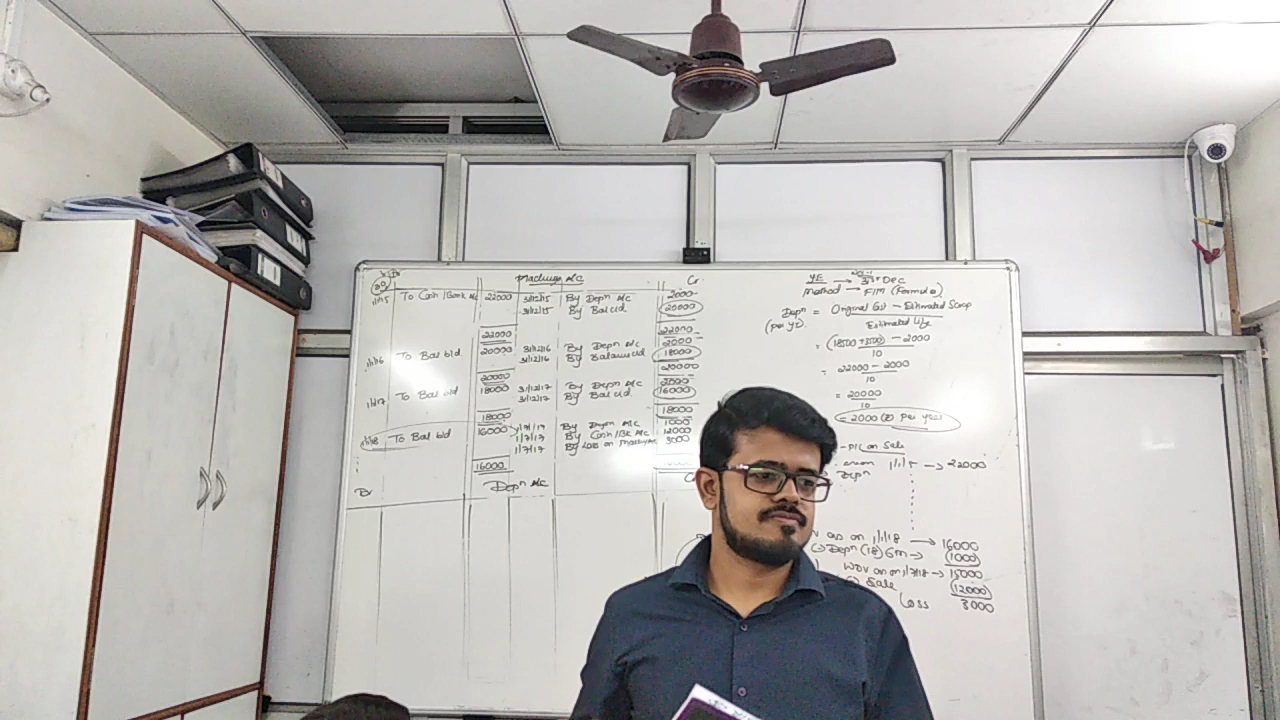 Dr Machinery A/c Cr
1/1/15 To Cash/Bank A/c 22000 31/12/15 By Depn A/c 2000
31/12/15 By Bal c/d 20000
22000 22000
1/1/16 To Bal b/d 20000 31/12/16 By Depn A/c 2000
31/12/16 By Balance c/d 18000
20000 20000
1/1/17 To Bal b/d 18000 31/12/17 By Depn A/c 2000
31/12/17 By Bal c/d. 16000
18000 18000
1/1/18 To Bal b/d 16000 1/7/17 By Depn A/c 1000
1/7/17 By Cash/Bk A/c 12000
1/7/17 By Loss on Machinery 3000
16000
Dr Depn A/c
YE → 31st Dec
Method → FIM (Formula)
Depn = Original Cost - Estimated Scrap
(per yr) Estimated Life
= (18500 + 3500) - 2000
10
= 22000 - 2000
10
= 20000
10
= 2000 (₹) per year
P/L on Sale
1/1/15 → 22000
Depn
as on 1/1/18 → 16000
Depn (18) 6m → (1000)
WDV on 1/7/18 → 15000
Sale (12000)
Loss 3000